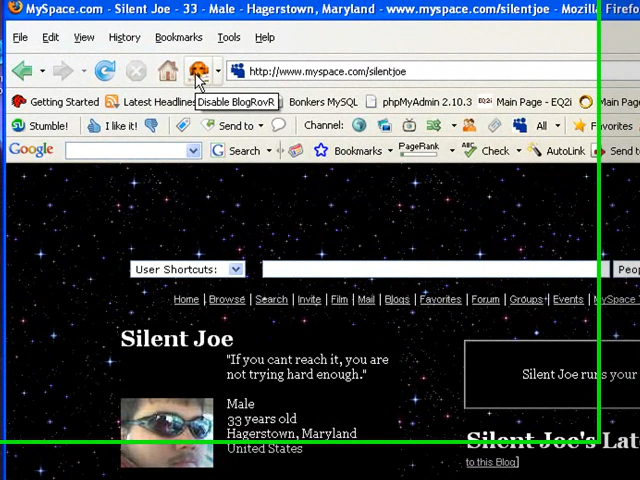 MySpace.com - Silent Joe - 33 - Male - Hagerstown, Maryland - www.myspace.com/silentjoe - Mozilla Firefo
File Edit View History Bookmarks Tools Help
http://www.myspace.com/silentjoe
Getting Started Latest Headlines Disable BlogRovR Bonkers MySQL phpMyAdmin 2.10.3 EQ2i Main Page - EQ2i Main Pag
Stumble! I like it! Send to Channel: All Favorites
Google Search Bookmarks PageRank ABC Check AutoLink Send to
User Shortcuts: Peop
Home | Browse | Search | Invite | Film | Mail | Blogs | Favorites | Forum | Groups | Events | MySpace
Silent Joe
"If you cant reach it, you are
not trying hard enough."
Male
33 years old
Hagerstown, Maryland
United States
Silent Joe runs your
Silent Joe's Lat
to this Blog]